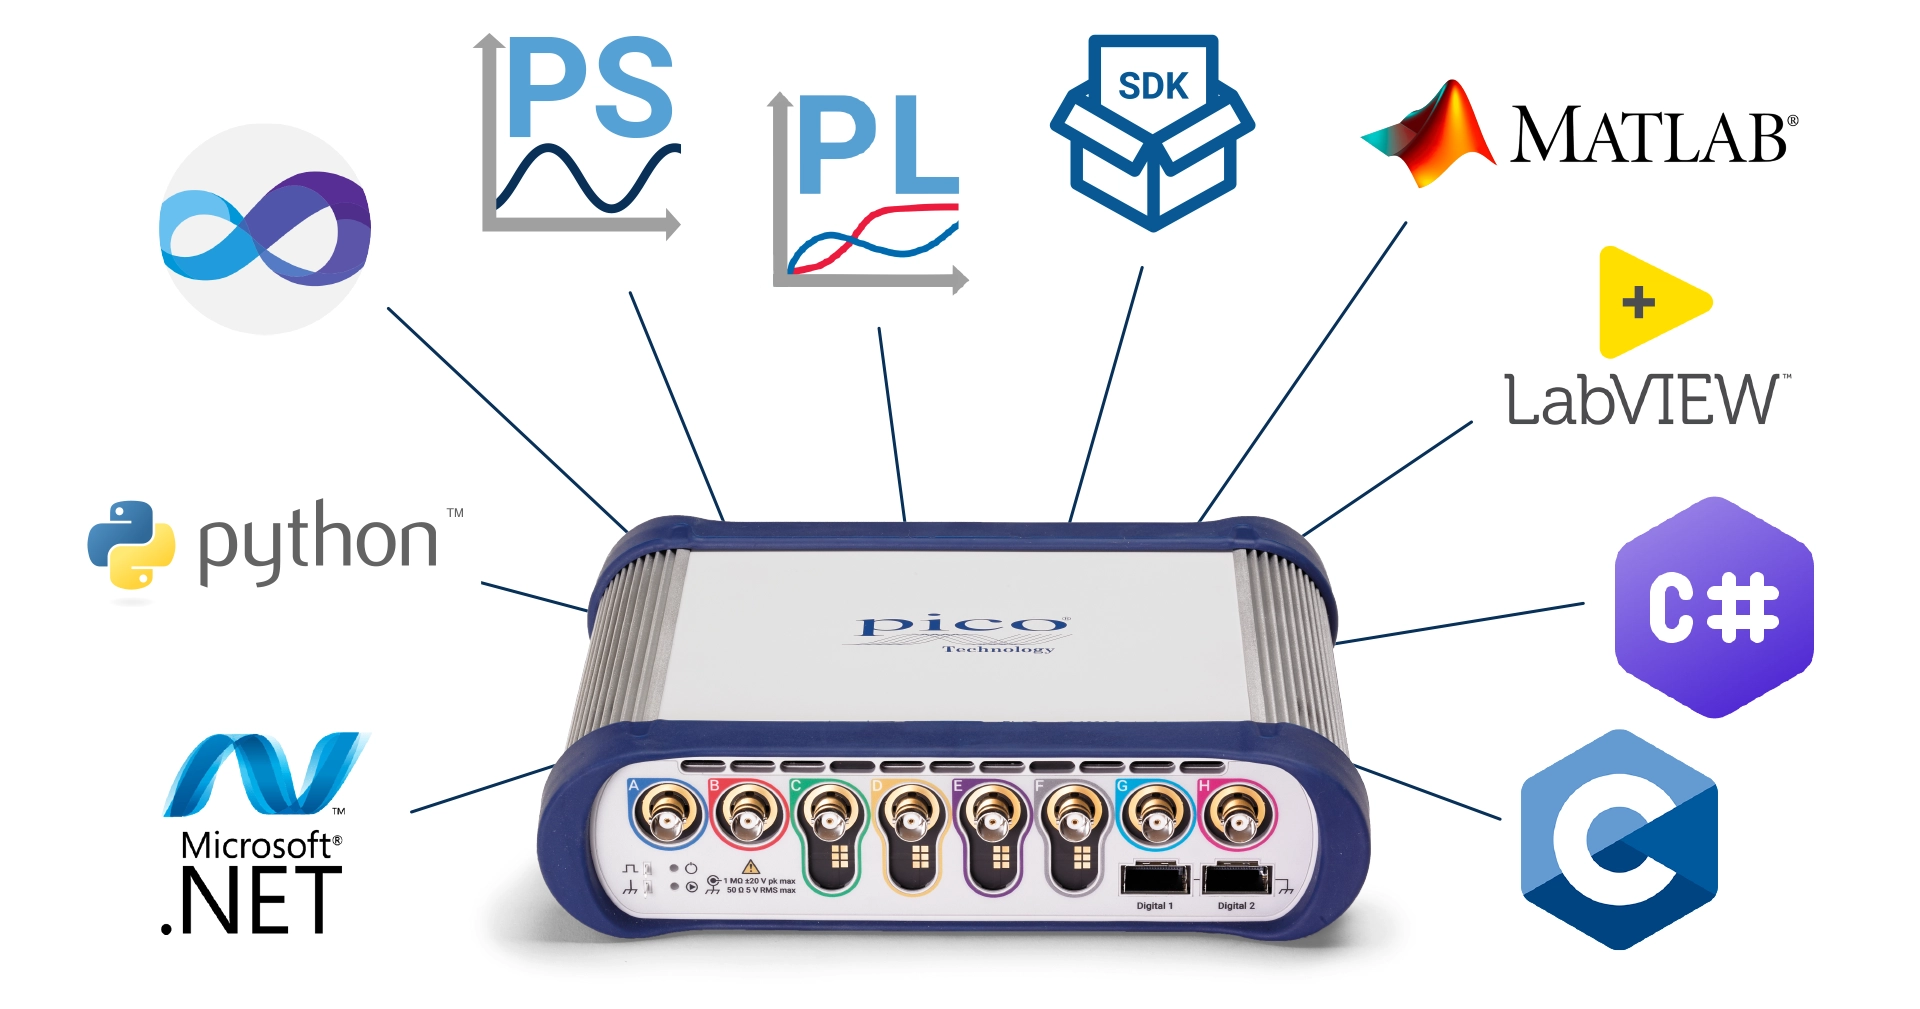 PS
PL
SDK
MATLAB®
LabVIEW™
python™
C#
C
Microsoft®
.NET
™
pico®
Technology
A
B
C
D
E
F
G
H
1 MΩ ±20 V pk max
50 Ω 5 V RMS max
Digital 1
Digital 2